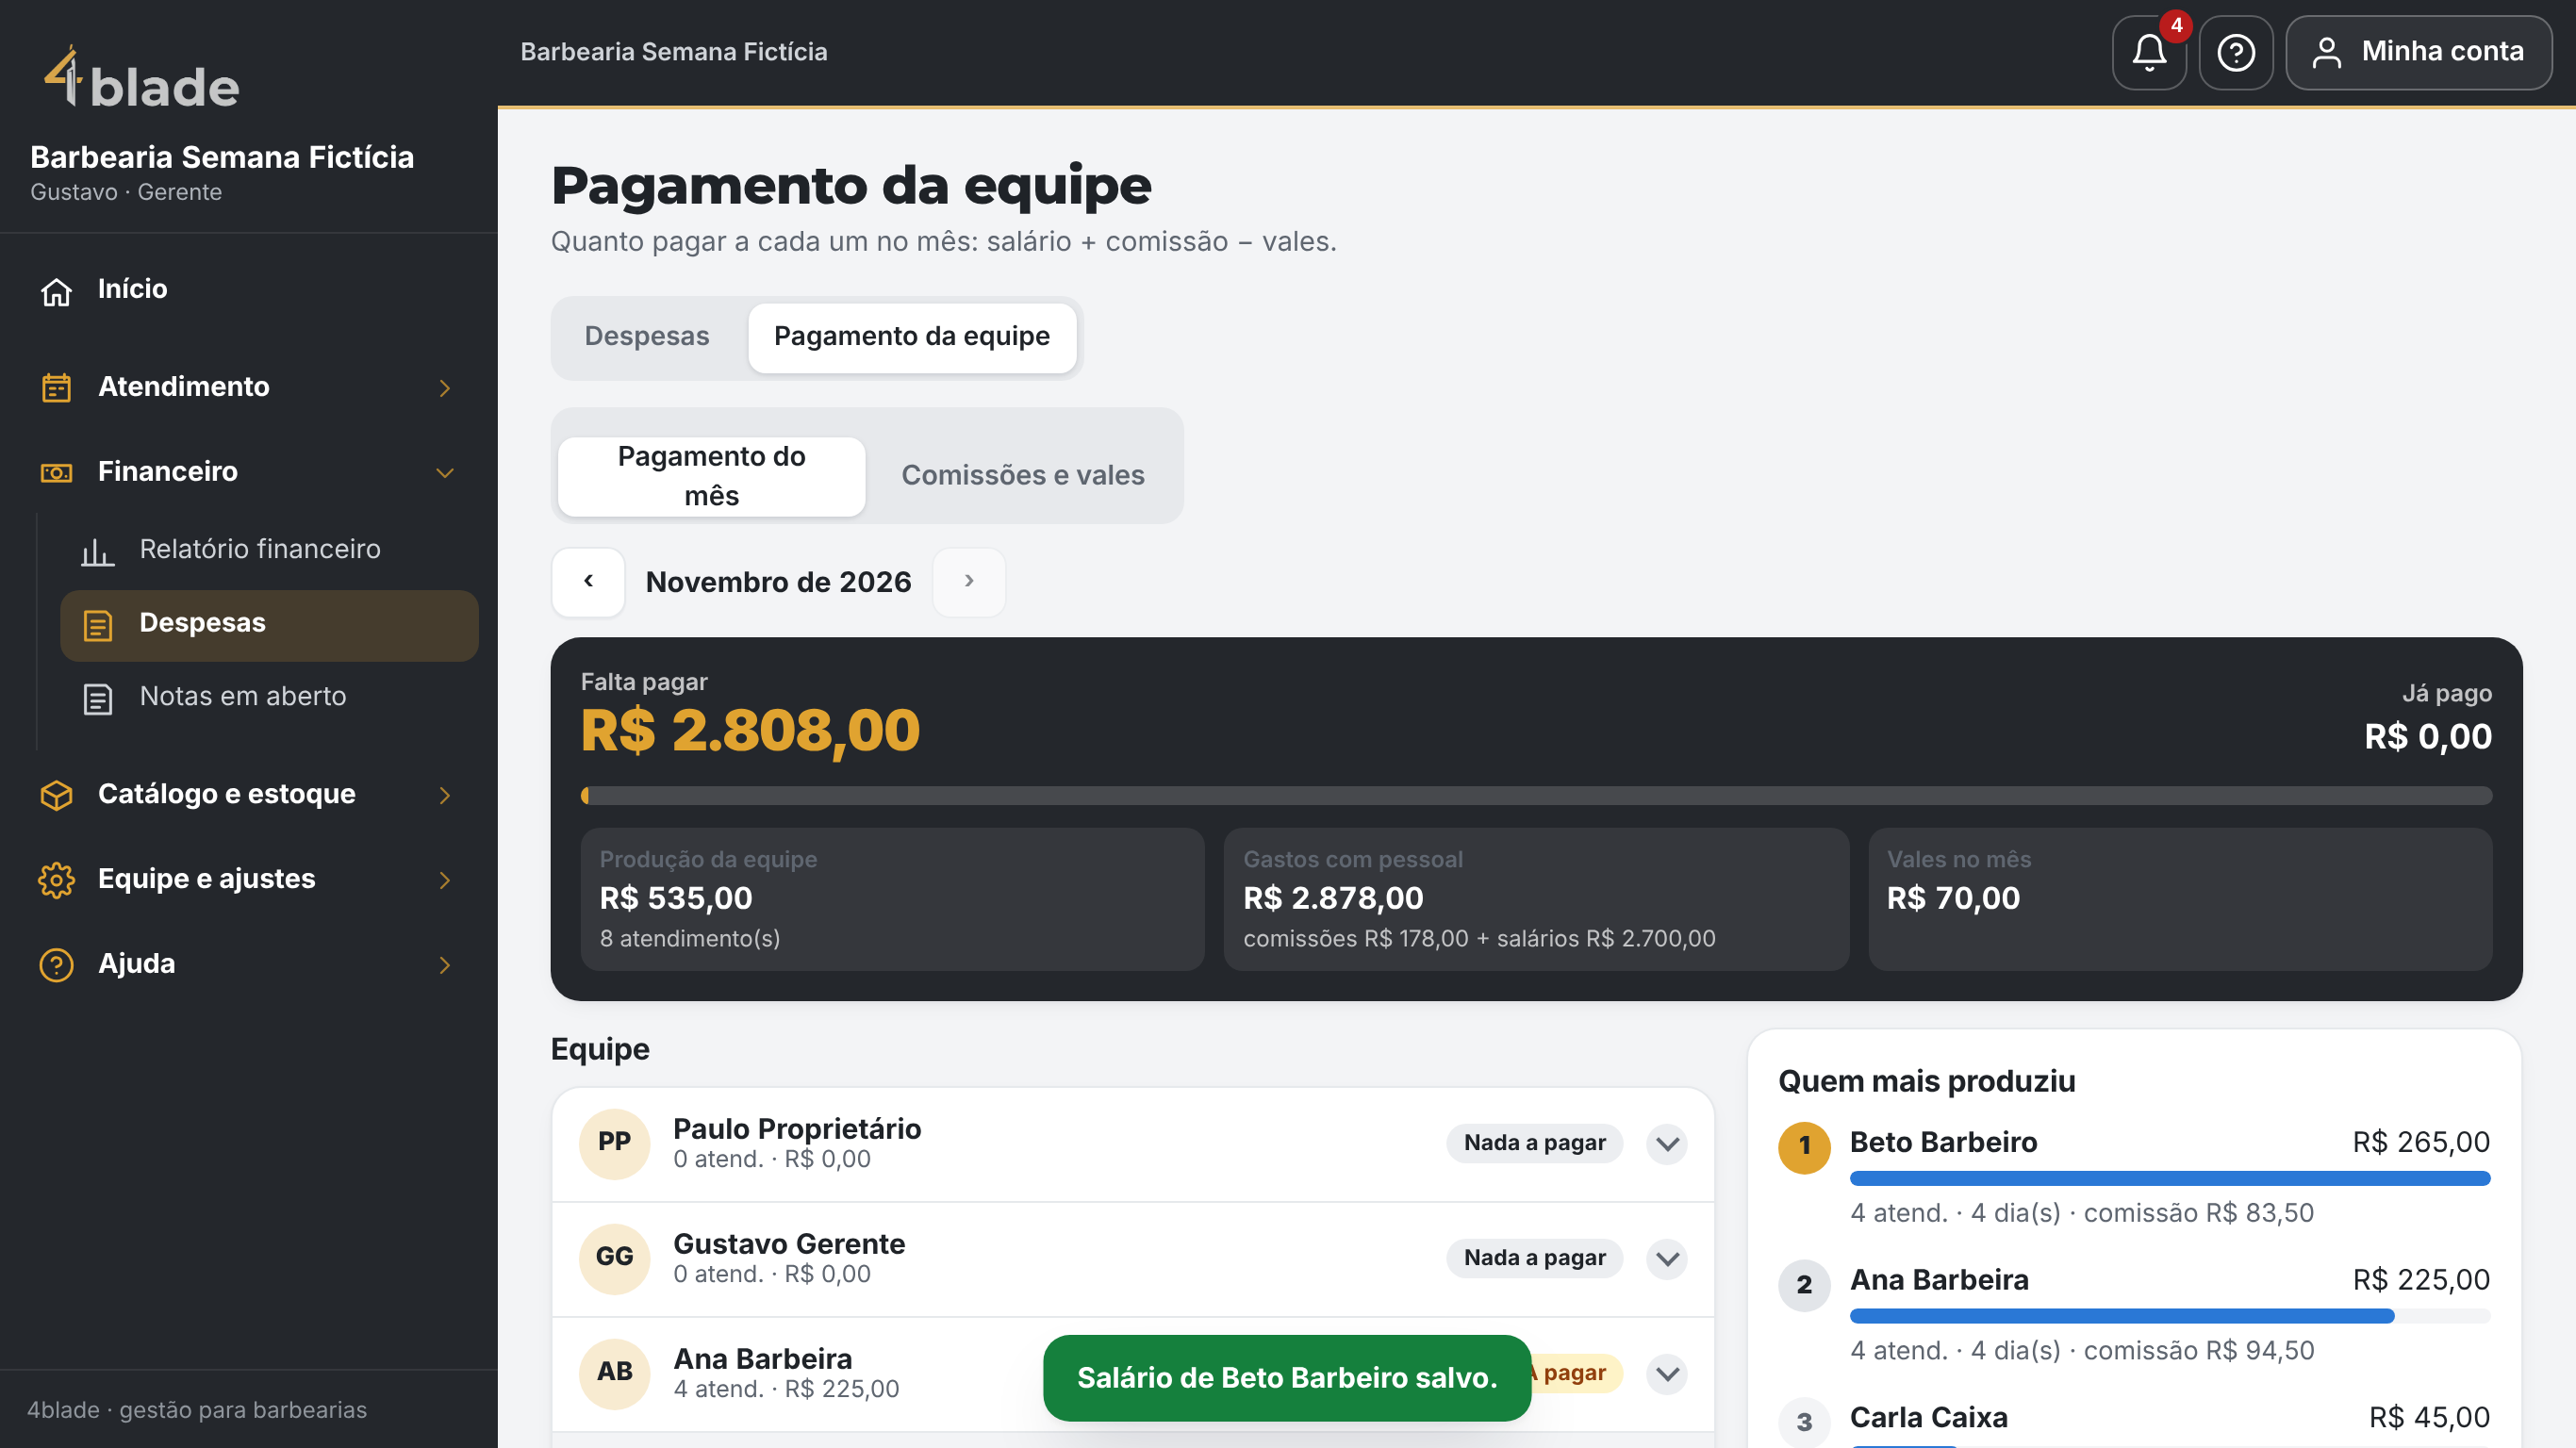 4blade
Barbearia Semana Fictícia
Gustavo · Gerente
Início
Atendimento
Financeiro
Relatório financeiro
Despesas
Notas em aberto
Catálogo e estoque
Equipe e ajustes
Ajuda
4blade · gestão para barbearias
Barbearia Semana Fictícia
4
Minha conta
Pagamento da equipe
Quanto pagar a cada um no mês: salário + comissão − vales.
Despesas
Pagamento da equipe
Pagamento do
mês
Comissões e vales
Novembro de 2026
Falta pagar
R$ 2.808,00
Já pago
R$ 0,00
Produção da equipe
R$ 535,00
8 atendimento(s)
Gastos com pessoal
R$ 2.878,00
comissões R$ 178,00 + salários R$ 2.700,00
Vales no mês
R$ 70,00
Equipe
PP
Paulo Proprietário
0 atend. · R$ 0,00
Nada a pagar
GG
Gustavo Gerente
0 atend. · R$ 0,00
Nada a pagar
AB
Ana Barbeira
4 atend. · R$ 225,00
A pagar
Salário de Beto Barbeiro salvo.
Quem mais produziu
1
Beto Barbeiro
R$ 265,00
4 atend. · 4 dia(s) · comissão R$ 83,50
2
Ana Barbeira
R$ 225,00
4 atend. · 4 dia(s) · comissão R$ 94,50
3
Carla Caixa
R$ 45,00